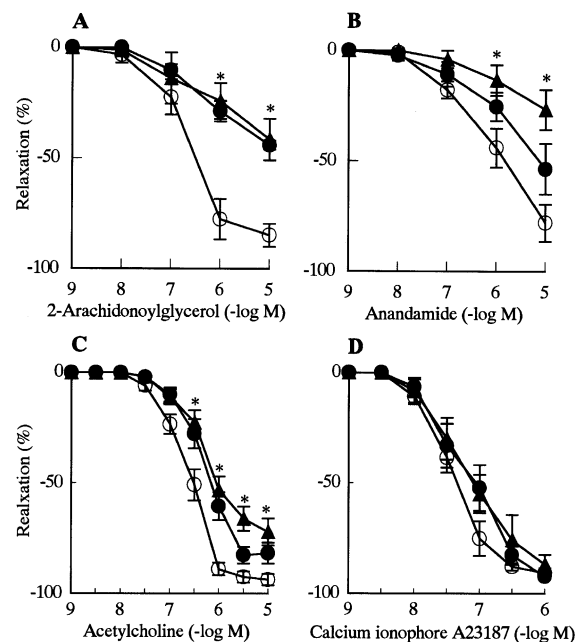 A
B
0
*
*
-50
-100
Relaxation (%)
9 8 7 6 5
2-Arachidonoylglycerol (-log M)
0
*
*
-50
-100
9 8 7 6 5
Anandamide (-log M)
C
D
0
*
*
*
*
-50
-100
Realxation (%)
9 8 7 6 5
Acetylcholine (-log M)
0
-50
-100
9 8 7 6
Calcium ionophore A23187 (-log M)